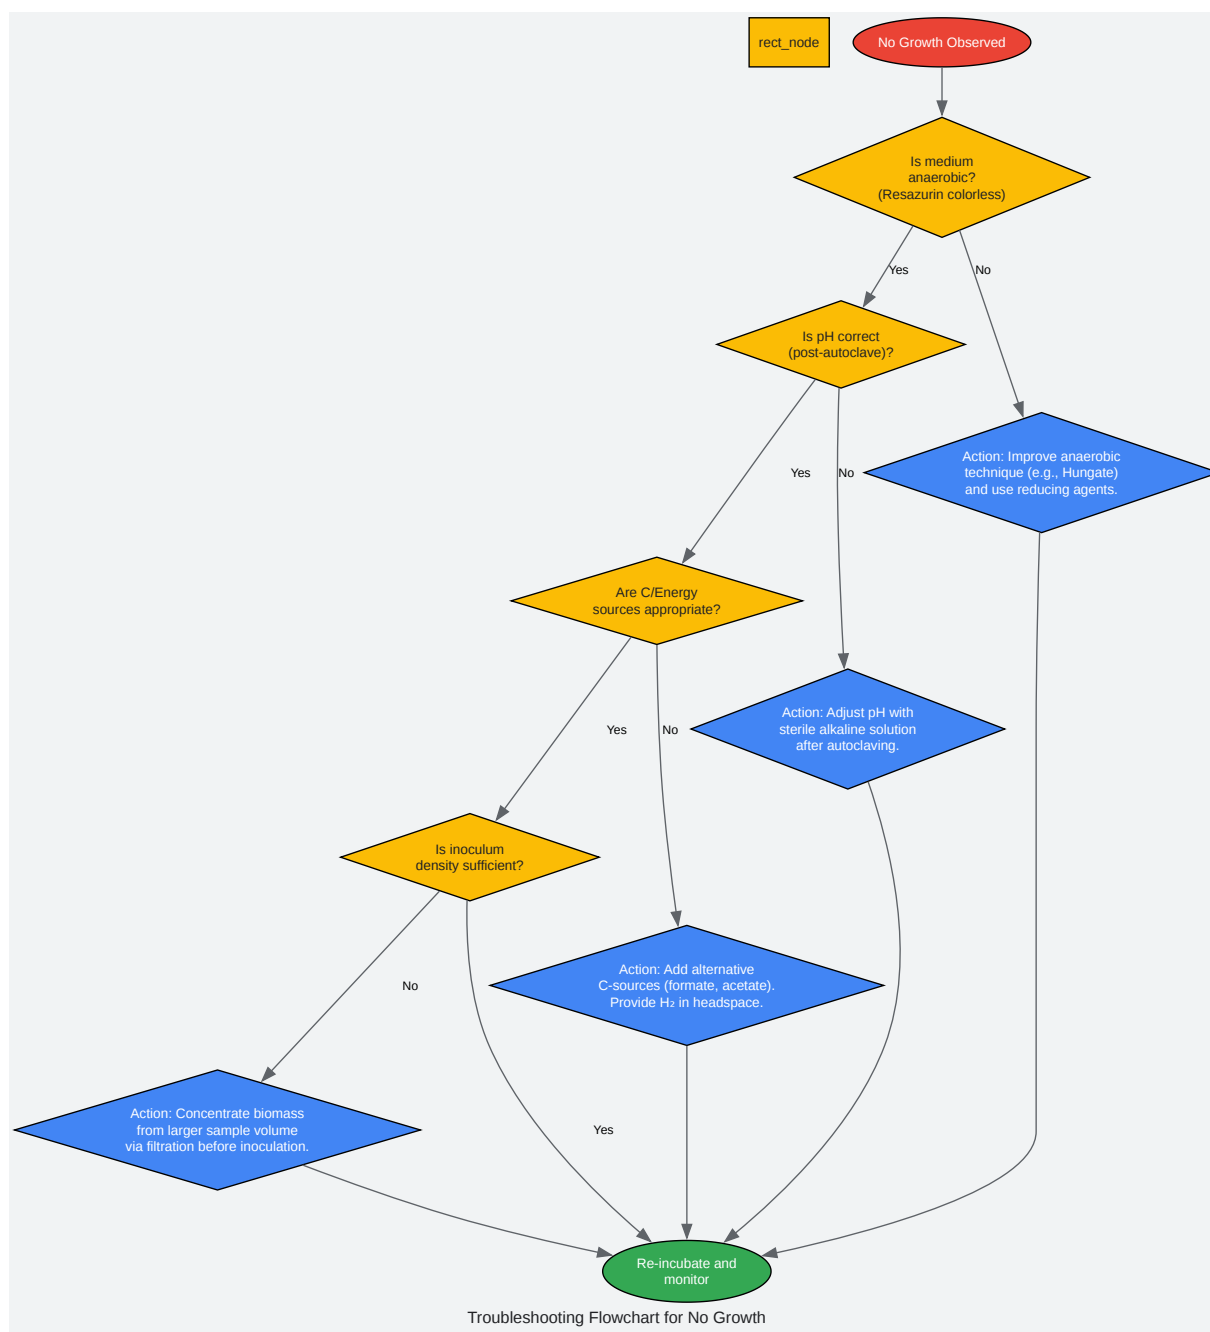 rect_node
No Growth Observed
Is medium
anaerobic?
(Resazurin colorless)
Yes
No
Is pH correct
(post-autoclave)?
Action: Improve anaerobic
technique (e.g., Hungate)
and use reducing agents.
Yes
No
Are C/Energy
sources appropriate?
Action: Adjust pH with
sterile alkaline solution
after autoclaving.
Yes
No
Is inoculum
density sufficient?
Action: Add alternative
C-sources (formate, acetate).
Provide H₂ in headspace.
No
Action: Concentrate biomass
from larger sample volume
via filtration before inoculation.
Yes
Re-incubate and
monitor
Troubleshooting Flowchart for No Growth